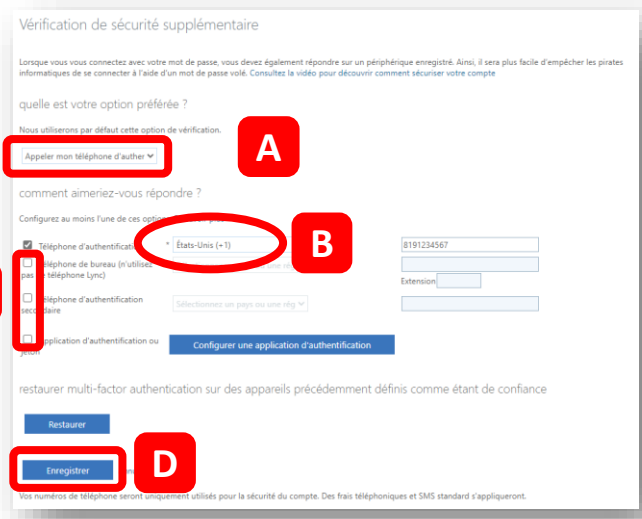 Vérification de sécurité supplémentaire
Lorsque vous vous connectez avec votre mot de passe, vous devez également répondre sur un périphérique enregistré. Ainsi, il sera plus facile d'empêcher les pirates
informatiques de se connecter à l'aide d'un mot de passe volé. Consultez la vidéo pour découvrir comment sécuriser votre compte
quelle est votre option préférée ?
Nous utiliserons par défaut cette option de vérification.
A
Appeler mon téléphone d'auther
comment aimeriez-vous répondre ?
Configurez au moins l'une de ces
B
Téléphone d'authentification * États-Unis (+1) 8191234567
Téléphone de bureau (n'utilisez
pas téléphone Lync) Extension
Téléphone d'authentification Sélectionnez un pays ou une rég
secondaire
Application d'authentification ou Configurer une application d'authentification
jeton
restaurer multi-factor authentication sur des appareils précédemment définis comme étant de confiance
Restaurer
Enregistrer D
Vos numéros de téléphone seront uniquement utilisés pour la sécurité du compte. Des frais téléphoniques et SMS standard s'appliqueront.